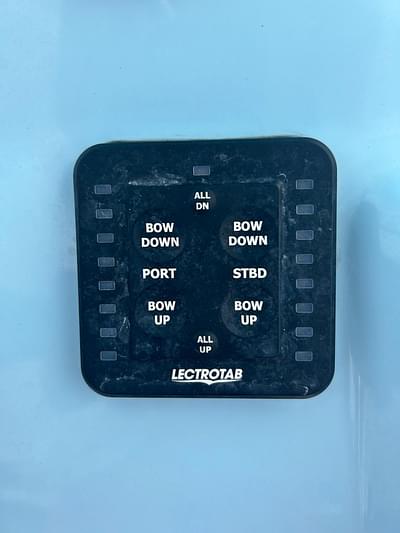 ALL
DN
BOW
DOWN
BOW
DOWN
PORT
STBD
BOW
UP
BOW
UP
ALL
UP
LECTROTAB